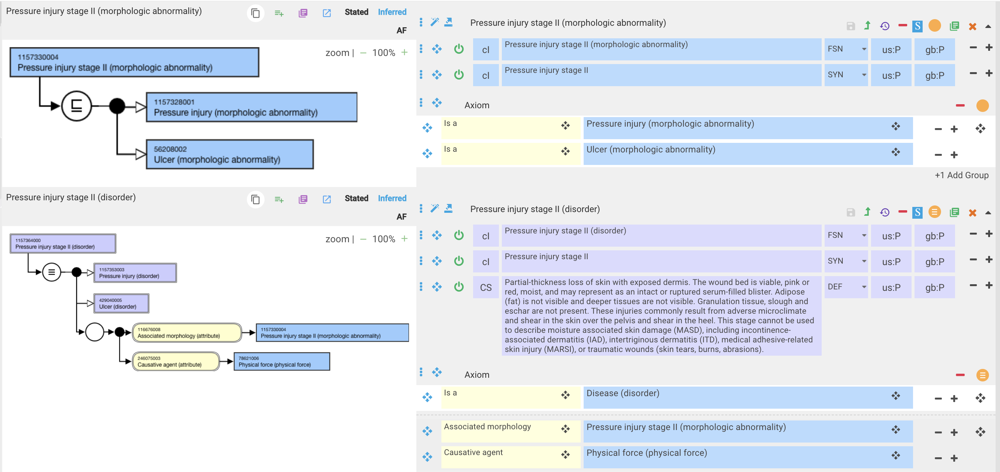 Pressure injury stage II (morphologic abnormality)
Stated Inferred
AF
zoom | − 100% +
1157330004
Pressure injury stage II (morphologic abnormality)
⊑
1157328001
Pressure injury (morphologic abnormality)
56208002
Ulcer (morphologic abnormality)
Pressure injury stage II (morphologic abnormality)
S
cI Pressure injury stage II (morphologic abnormality) FSN us:P gb:P
cI Pressure injury stage II SYN us:P gb:P
Axiom
Is a Pressure injury (morphologic abnormality)
Is a Ulcer (morphologic abnormality)
+1 Add Group
Pressure injury stage II (disorder)
Stated Inferred
AF
zoom | − 100% +
1157364000
Pressure injury stage II (disorder)
≡
1157353003
Pressure injury (disorder)
429040005
Ulcer (disorder)
116676008
Associated morphology (attribute)
1157330004
Pressure injury stage II (morphologic abnormality)
246075003
Causative agent (attribute)
78621006
Physical force (physical force)
Pressure injury stage II (disorder)
S
cI Pressure injury stage II (disorder) FSN us:P gb:P
cI Pressure injury stage II SYN us:P gb:P
CS Partial-thickness loss of skin with exposed dermis. The wound bed is viable, pink or DEF us:P gb:P
red, moist, and may represent as an intact or ruptured serum-filled blister. Adipose
(fat) is not visible and deeper tissues are not visible. Granulation tissue, slough and
eschar are not present. These injuries commonly result from adverse microclimate
and shear in the skin over the pelvis and shear in the heel. This stage cannot be used
to describe moisture associated skin damage (MASD), including incontinence-
associated dermatitis (IAD), intertriginous dermatitis (ITD), medical adhesive-related
skin injury (MARSI), or traumatic wounds (skin tears, burns, abrasions).
Axiom
Is a Disease (disorder)
Associated morphology Pressure injury stage II (morphologic abnormality)
Causative agent Physical force (physical force)